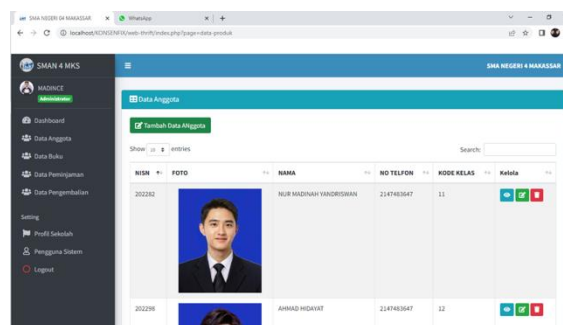 SMA NEGERI 04 MAKASSAR
WhatsApp
localhost/KONSENFIX/web-thrift/index.php?page=data-produk
SMAN 4 MKS
SMA NEGERI 4 MAKASSAR
MADINCE
Administrator
Dashboard
Data Anggota
Data Buku
Data Peminjaman
Data Pengembalian
Setting
Profil Sekolah
Pengguna Sistem
Logout
Data Anggota
Tambah Data ANggota
Show 10 entries
Search:
NISN FOTO NAMA NO TELFON KODE KELAS Kelola
202282 NUR MADINAH YANDRISWAN 2147483647 11
202298 AHMAD HIDAYAT 2147483647 12